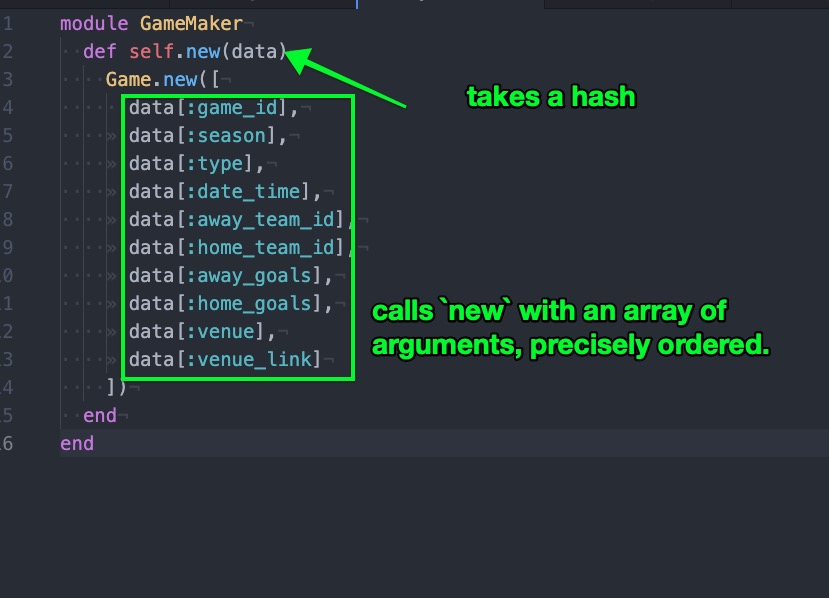 1 module GameMaker
2 def self.new(data)
3 Game.new([
4 data[:game_id],
5 data[:season],
6 data[:type],
7 data[:date_time],
8 data[:away_team_id],
9 data[:home_team_id],
0 data[:away_goals],
1 data[:home_goals],
2 data[:venue],
3 data[:venue_link]
4 ])
5 end
6 end
takes a hash
calls `new` with an array of
arguments, precisely ordered.